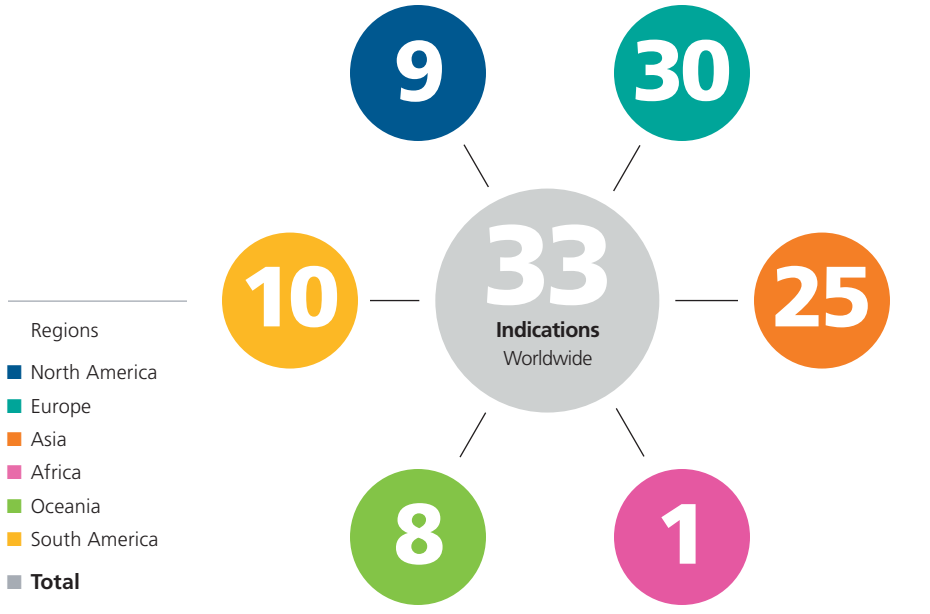 9
30
33
Indications
Worldwide
10
25
8
1
Regions
North America
Europe
Asia
Africa
Oceania
South America
Total